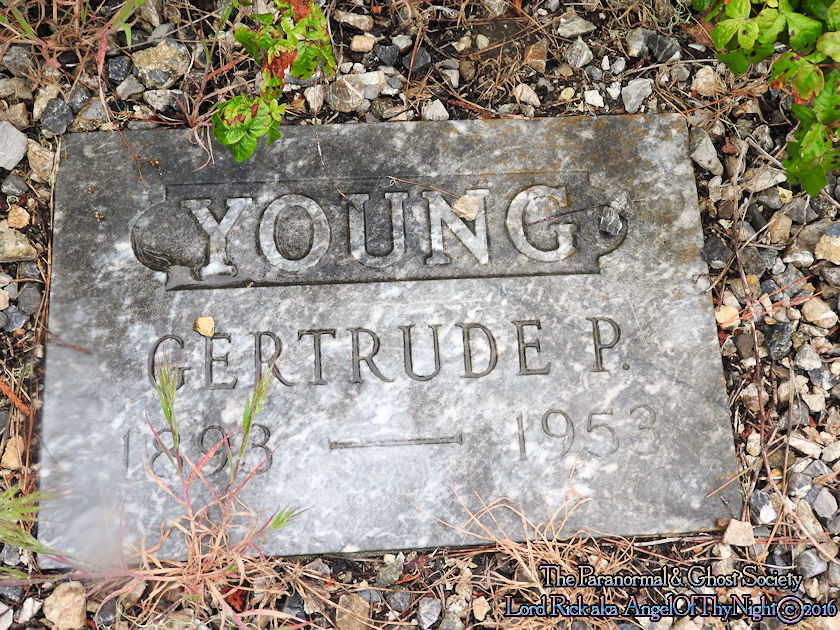 YOUNG
GERTRUDE P.
1893 — 1953
The Paranormal & Ghost Society
Lord Rick aka AngelOfThyNight © 2016